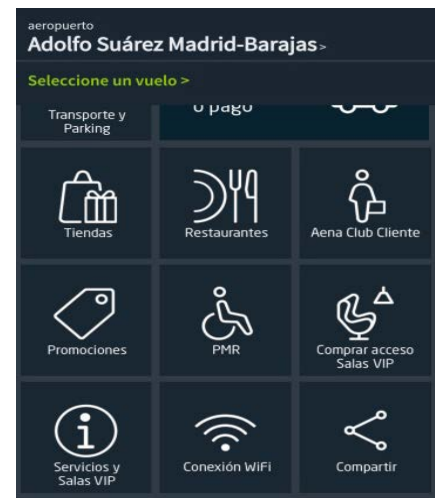 aeropuerto
Adolfo Suárez Madrid-Barajas>
Seleccione un vuelo >
o pago
Transporte y
Parking
Tiendas
Restaurantes
Aena Club Cliente
Promociones
PMR
Comprar acceso
Salas VIP
Servicios y
Salas VIP
Conexión WiFi
Compartir